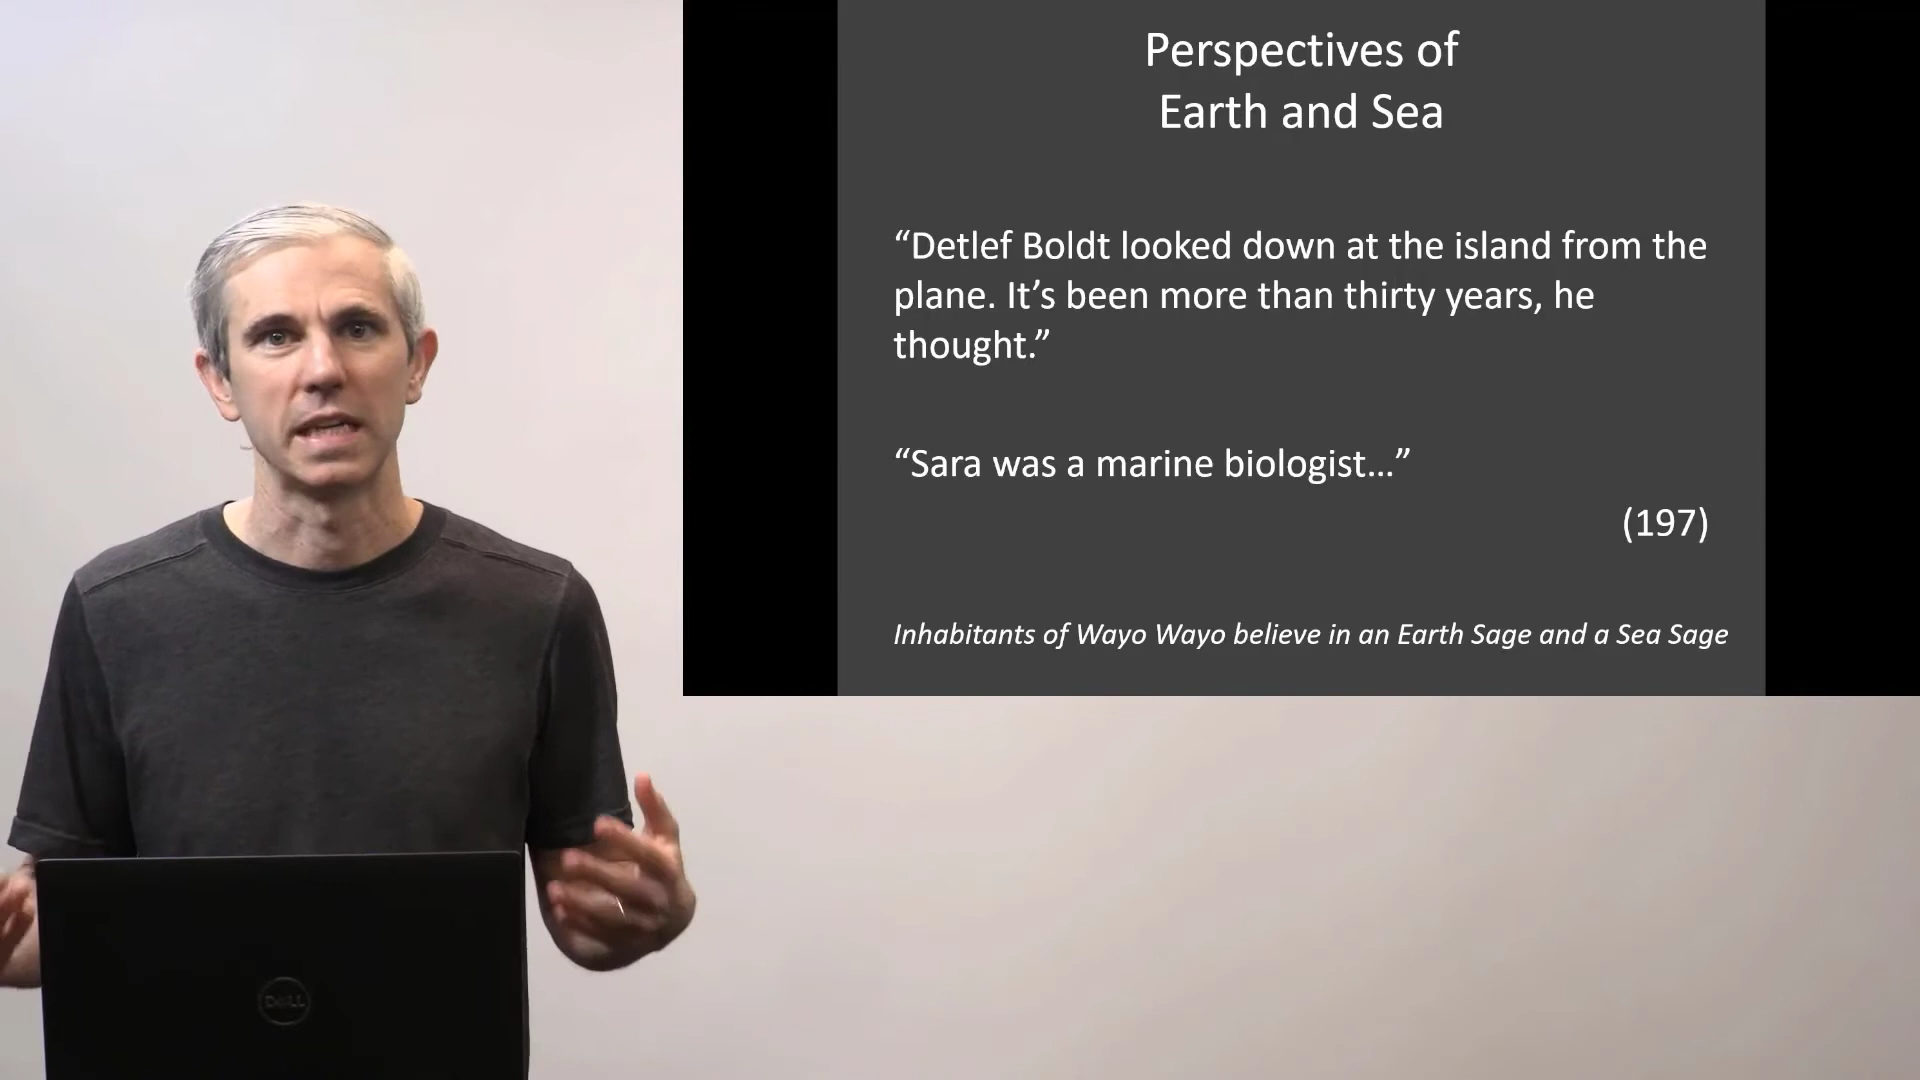 Perspectives of
Earth and Sea
“Detlef Boldt looked down at the island from the
plane. It’s been more than thirty years, he
thought.”
“Sara was a marine biologist…”
(197)
Inhabitants of Wayo Wayo believe in an Earth Sage and a Sea Sage
DELL